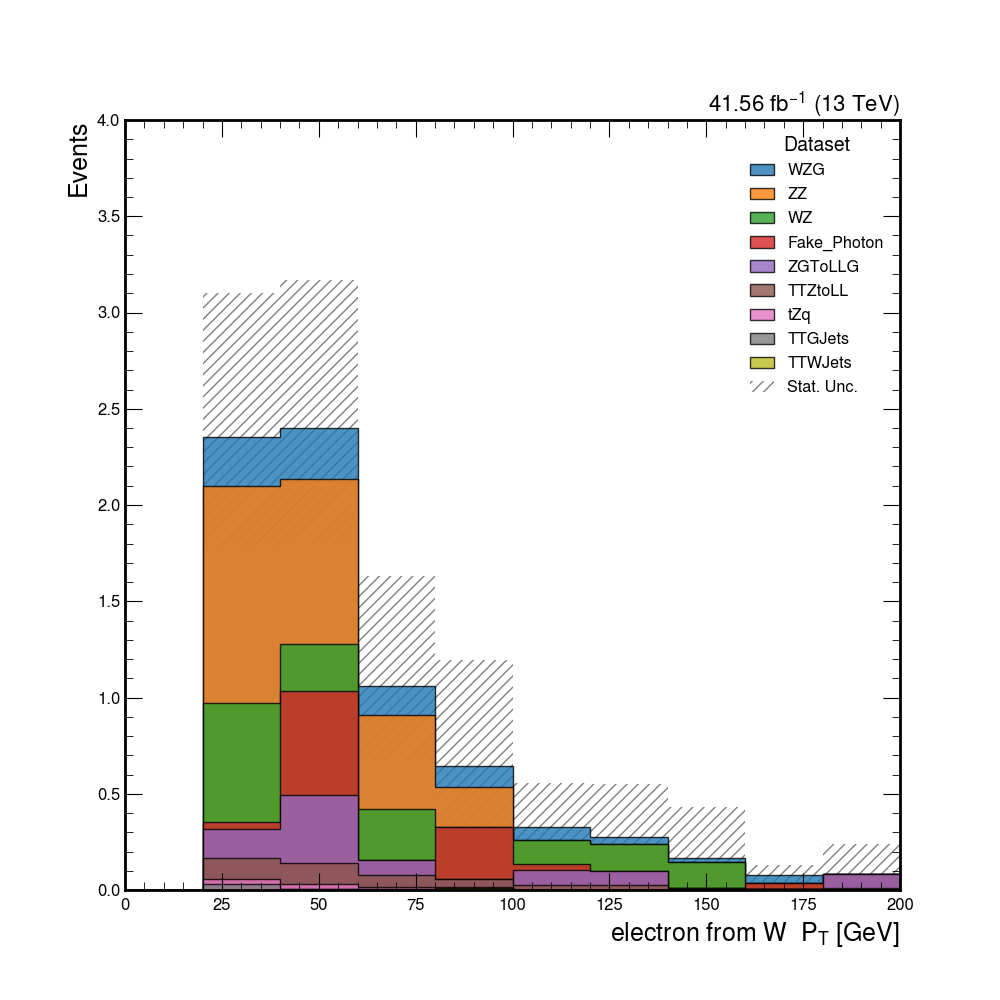 41.56 fb⁻¹ (13 TeV)
Events
4.0
3.5
3.0
2.5
2.0
1.5
1.0
0.5
0.0
Dataset
WZG
ZZ
WZ
Fake_Photon
ZGToLLG
TTZtoLL
tZq
TTGJets
TTWJets
Stat. Unc.
0 25 50 75 100 125 150 175 200
electron from W P_T [GeV]